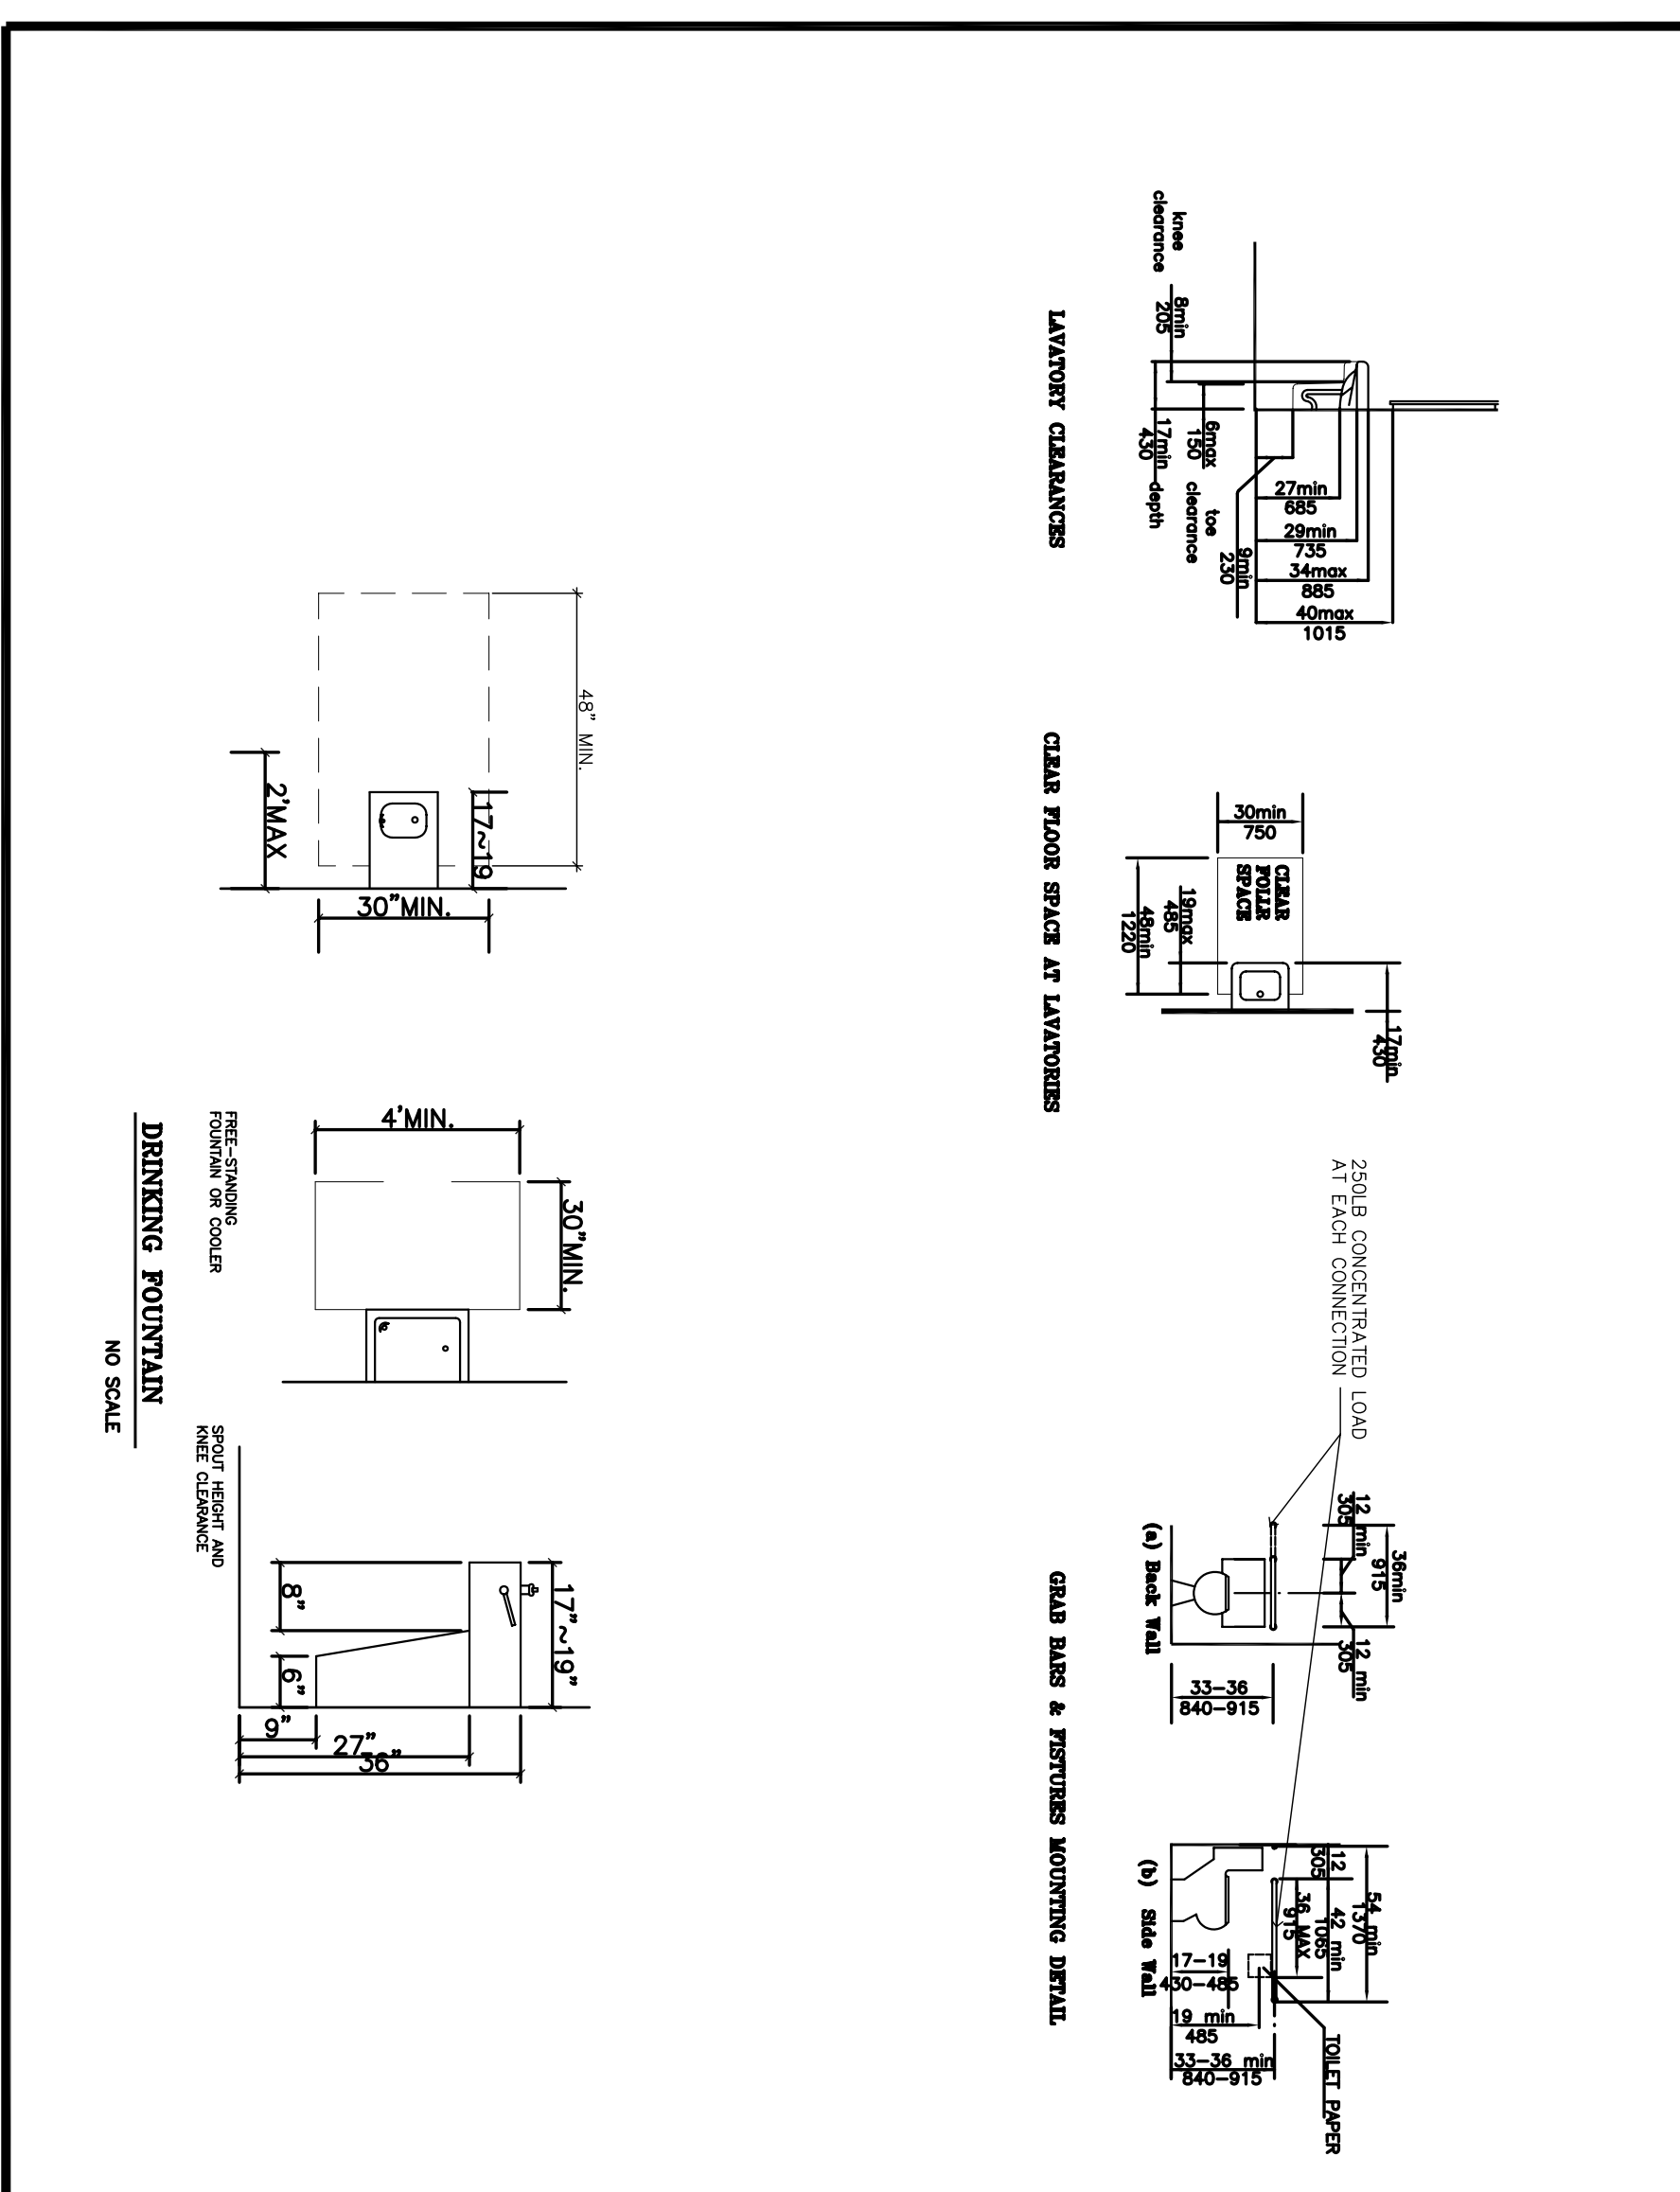 knee
clearance
8min
205
6max
150
toe
clearance
17min
430
depth
9min
230
27min
685
29min
735
34max
885
40max
1015
LAVATORY CLEARANCES
30min
750
CLEAR
FOLLR
SPACE
19max
485
48min
1220
17min
430
CLEAR FLOOR SPACE AT LAVATORIES
250LB CONCENTRATED LOAD
AT EACH CONNECTION
36min
915
12 min
305
12 min
305
33-36
840-915
(a) Back Wall
54 min
1370
12
305
42 min
1065
36 MAX
915
17-19
430-485
19 min
485
33-36 min
840-915
TOILET PAPER
(b) Side Wall
GRAB BARS & FISTURES MOUNTING DETAIL
48" MIN.
17~19
2'MAX
30"MIN.
4'MIN.
30"MIN.
FREE-STANDING
FOUNTAIN OR COOLER
17"~19"
8"
6"
9"
27"
36"
SPOUT HEIGHT AND
KNEE CLEARANCE
DRINKING FOUNTAIN
NO SCALE